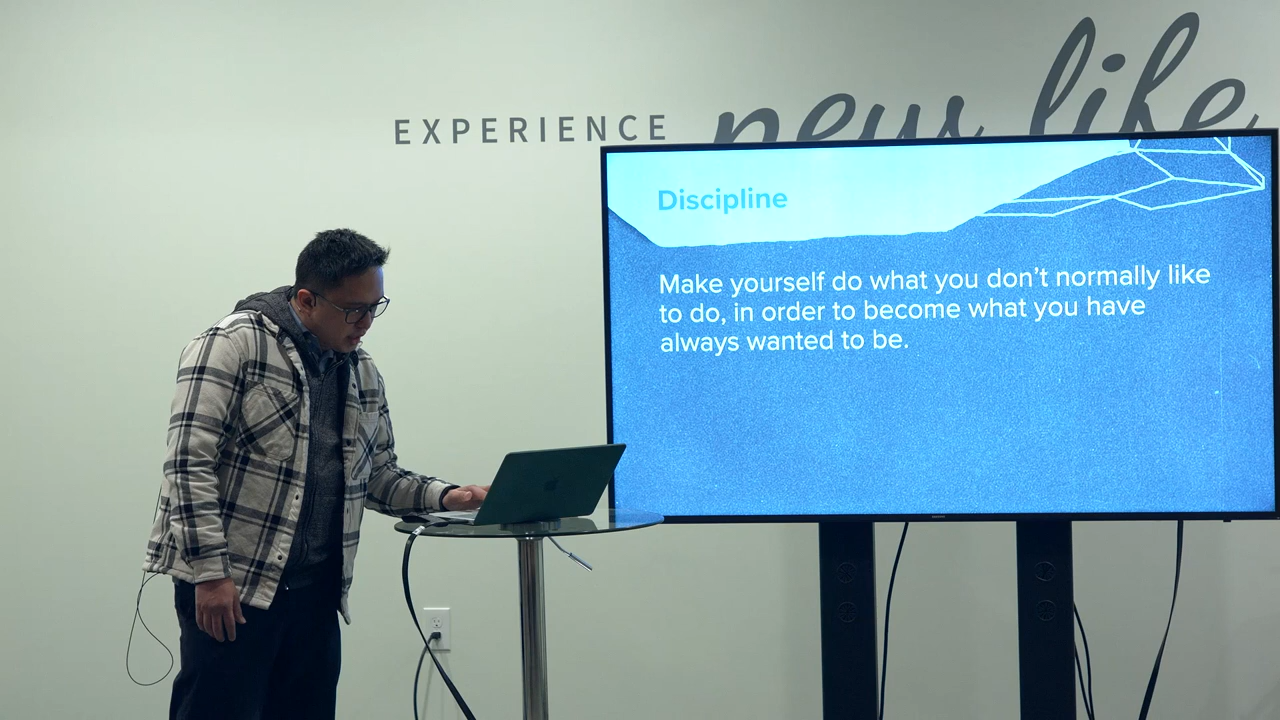 EXPERIENCE new life
Discipline
Make yourself do what you don't normally like
to do, in order to become what you have
always wanted to be.